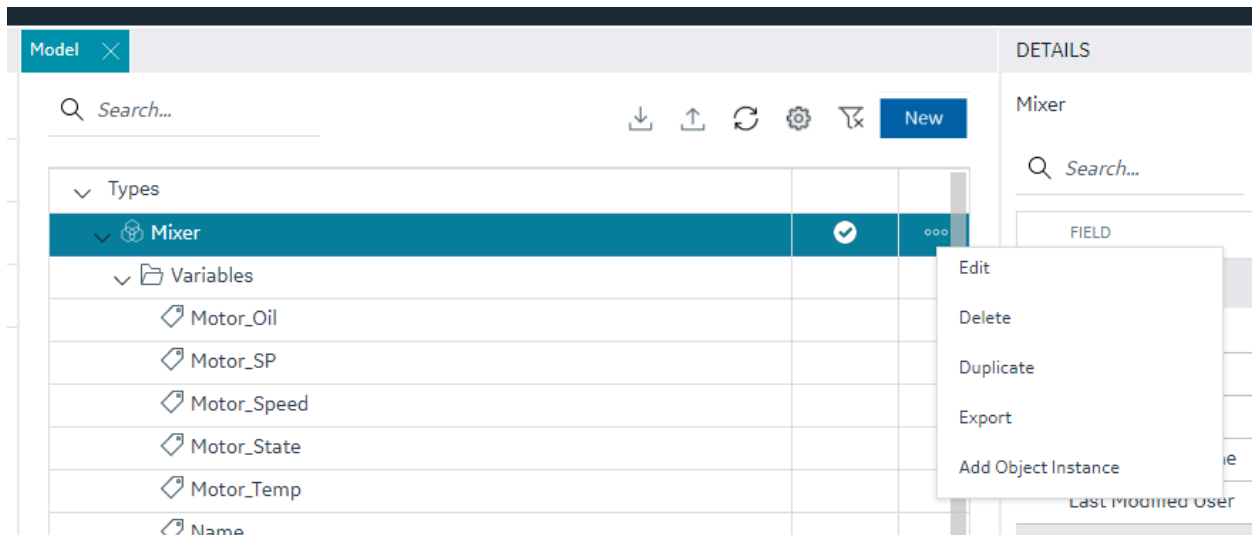 Model
DETAILS
Search...
New
Mixer
Search...
Types
Mixer
FIELD
Variables
Edit
Motor_Oil
Delete
Motor_SP
Duplicate
Motor_Speed
Export
Motor_State
Add Object Instance
Motor_Temp
Last Modified User
Name